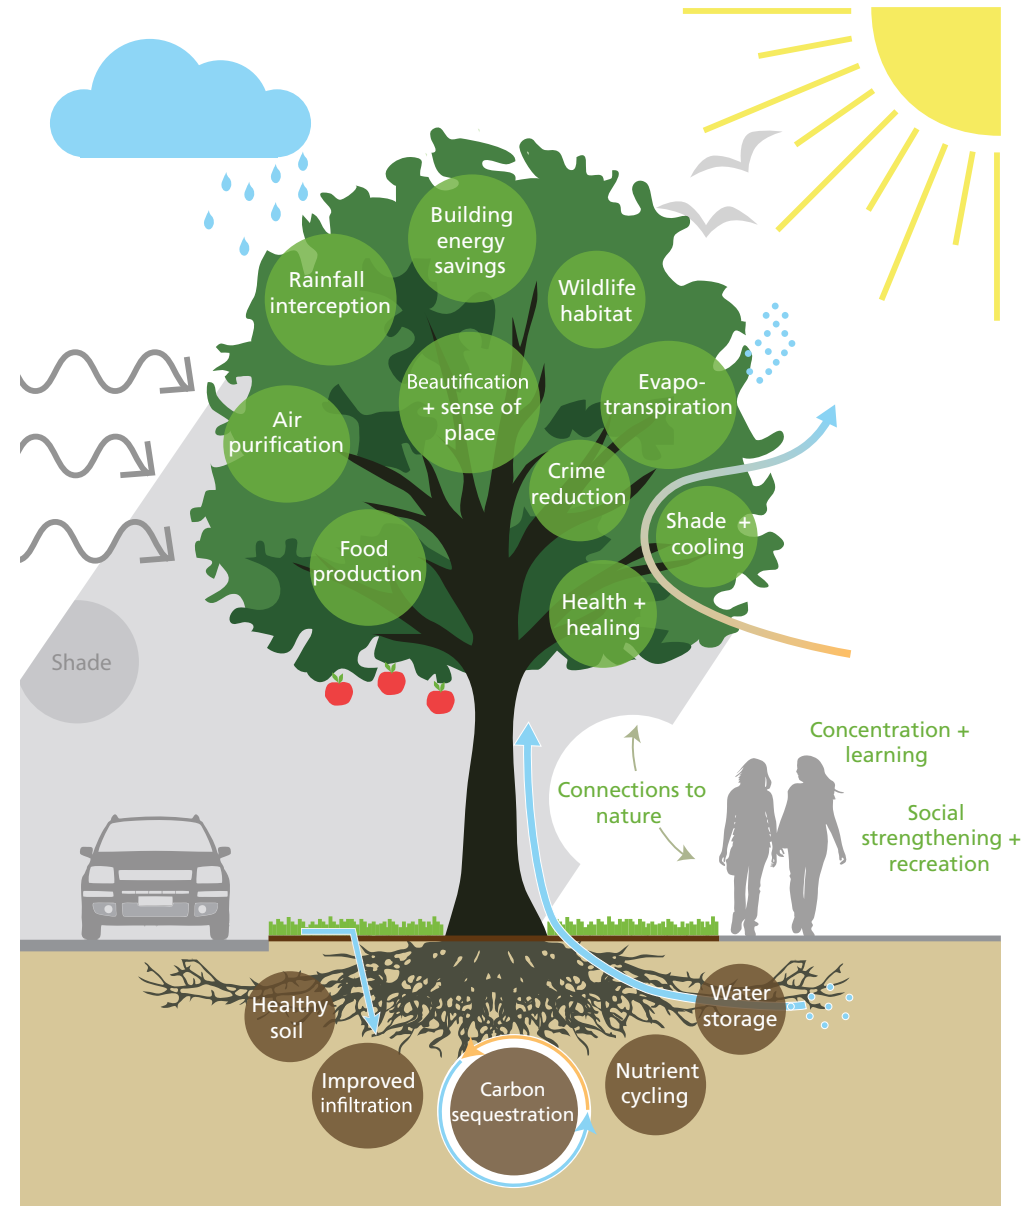 Building
energy
savings
Rainfall
interception
Wildlife
habitat
Beautification
+ sense of
place
Evapo-
transpiration
Air
purification
Crime
reduction
Shade +
cooling
Food
production
Health +
healing
Shade
Concentration +
learning
Connections to
nature
Social
strengthening +
recreation
Healthy
soil
Water
storage
Improved
infiltration
Carbon
sequestration
Nutrient
cycling